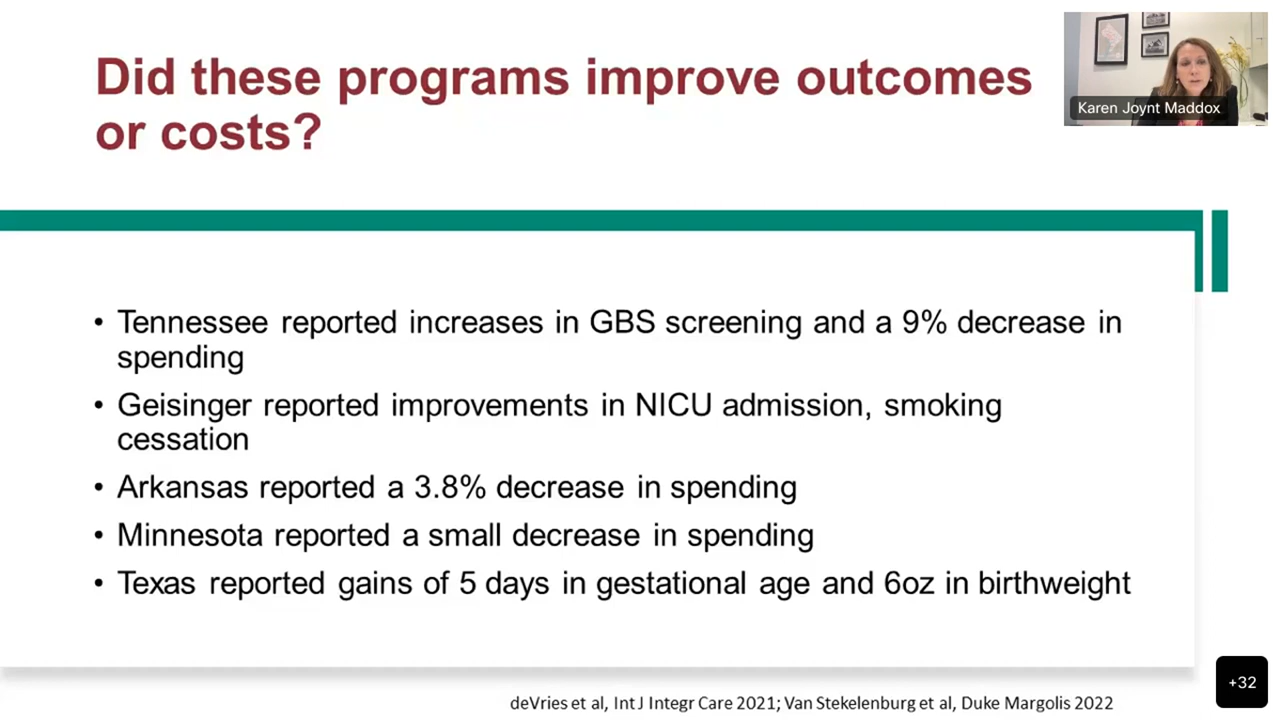 Did these programs improve outcomes
or costs?
Karen Joynt Maddox
• Tennessee reported increases in GBS screening and a 9% decrease in
spending
• Geisinger reported improvements in NICU admission, smoking
cessation
• Arkansas reported a 3.8% decrease in spending
• Minnesota reported a small decrease in spending
• Texas reported gains of 5 days in gestational age and 6oz in birthweight
+32
deVries et al, Int J Integr Care 2021; Van Stekelenburg et al, Duke Margolis 2022